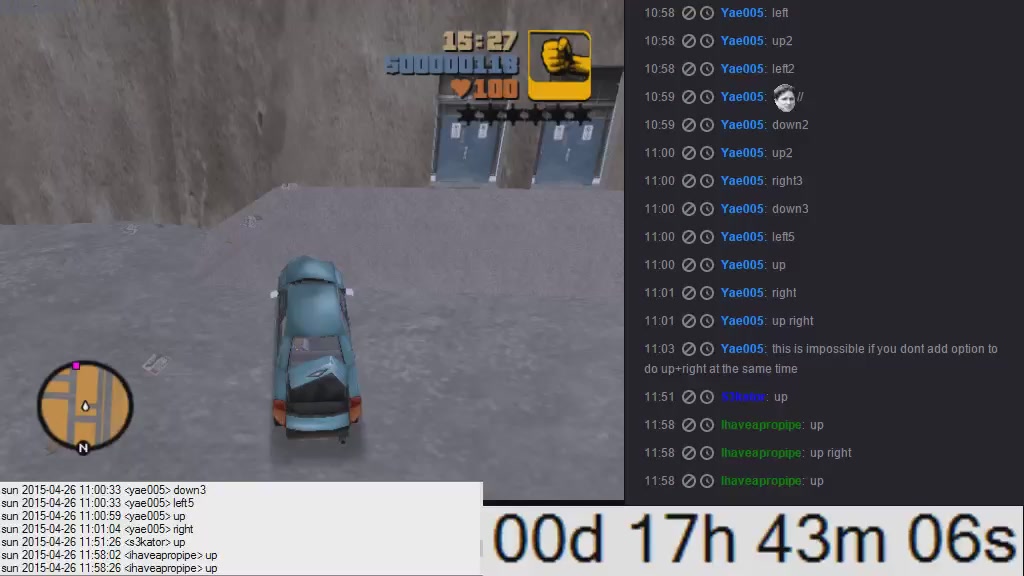 15:27
$00000118
100
N
10:58 Yae005: left
10:58 Yae005: up2
10:58 Yae005: left2
10:59 Yae005: //
10:59 Yae005: down2
11:00 Yae005: up2
11:00 Yae005: right3
11:00 Yae005: down3
11:00 Yae005: left5
11:00 Yae005: up
11:01 Yae005: right
11:01 Yae005: up right
11:03 Yae005: this is impossible if you dont add option to
do up+right at the same time
11:51 : up
11:58 Ihaveapropipe: up
11:58 Ihaveapropipe: up right
11:58 Ihaveapropipe: up
sun 2015-04-26 11:00:33 <yae005> down3
sun 2015-04-26 11:00:33 <yae005> left5
sun 2015-04-26 11:00:59 <yae005> up
sun 2015-04-26 11:01:04 <yae005> right
sun 2015-04-26 11:51:26 <s3kator> up
sun 2015-04-26 11:58:02 <ihaveapropipe> up
sun 2015-04-26 11:58:26 <ihaveapropipe> up
00d 17h 43m 06s